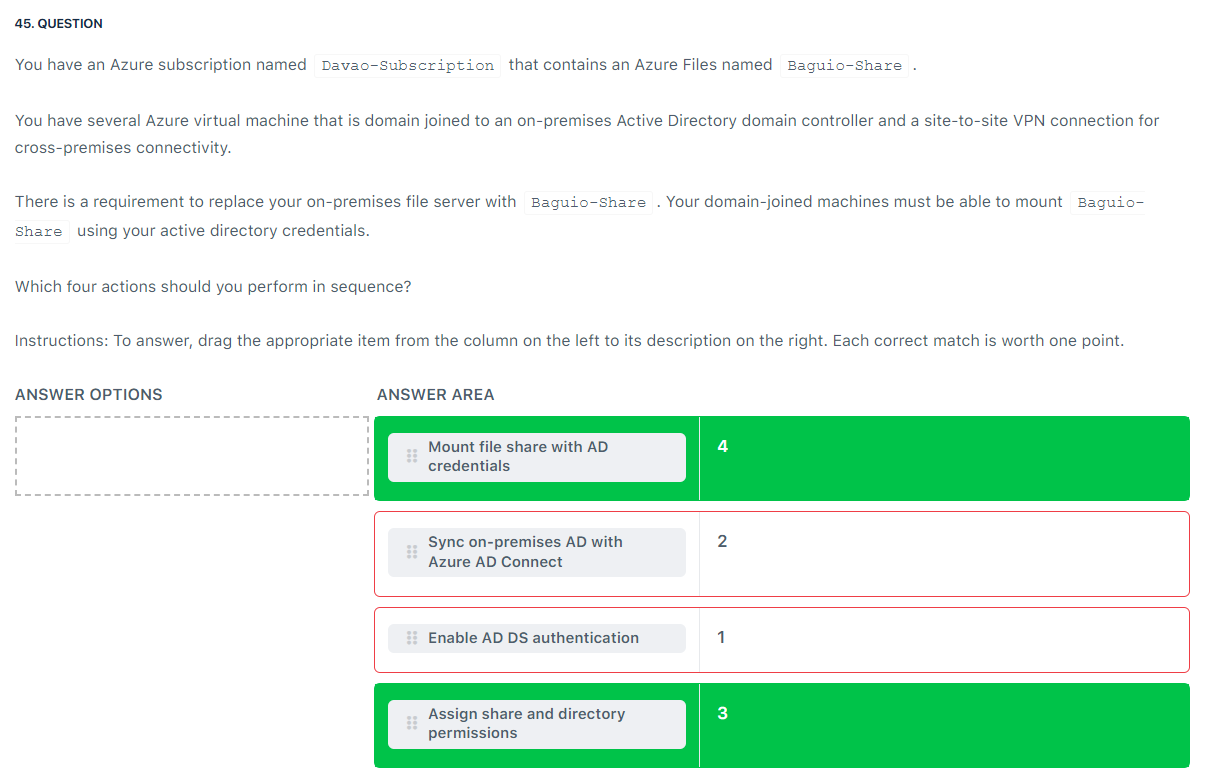 45. QUESTION
You have an Azure subscription named Davao-Subscription that contains an Azure Files named Baguio-Share .
You have several Azure virtual machine that is domain joined to an on-premises Active Directory domain controller and a site-to-site VPN connection for
cross-premises connectivity.
There is a requirement to replace your on-premises file server with Baguio-Share . Your domain-joined machines must be able to mount Baguio-
Share using your active directory credentials.
Which four actions should you perform in sequence?
Instructions: To answer, drag the appropriate item from the column on the left to its description on the right. Each correct match is worth one point.
ANSWER OPTIONS
ANSWER AREA
Mount file share with AD
credentials
4
Sync on-premises AD with
Azure AD Connect
2
Enable AD DS authentication
1
Assign share and directory
permissions
3